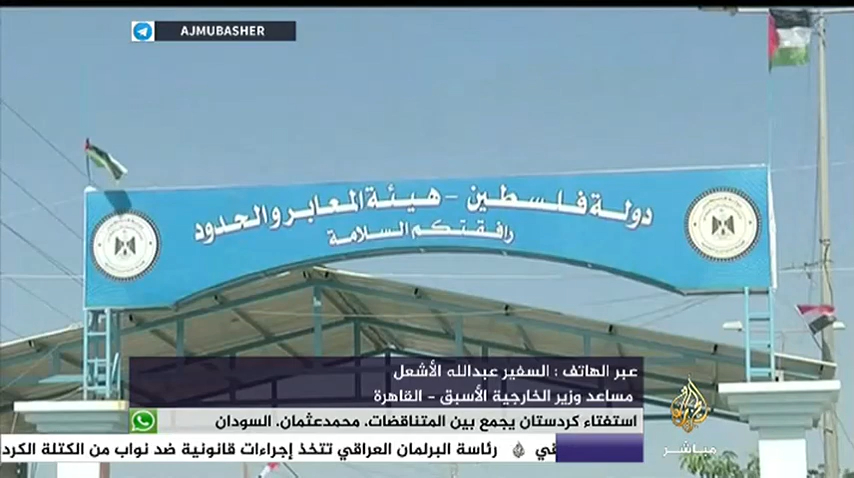 AJMUBASHER
دولة فلسطين - هيئة المعابر والحدود
رافقتكم السلامة
عبر الهاتف : السفير عبدالله الأشعل
مساعد وزير الخارجية الأسبق - القاهرة
استفتاء كردستان يجمع بين المتناقضات. محمدعثمان. السودان
رئاسة البرلمان العراقي تتخذ إجراءات قانونية ضد نواب من الكتلة الكرد
مباشر